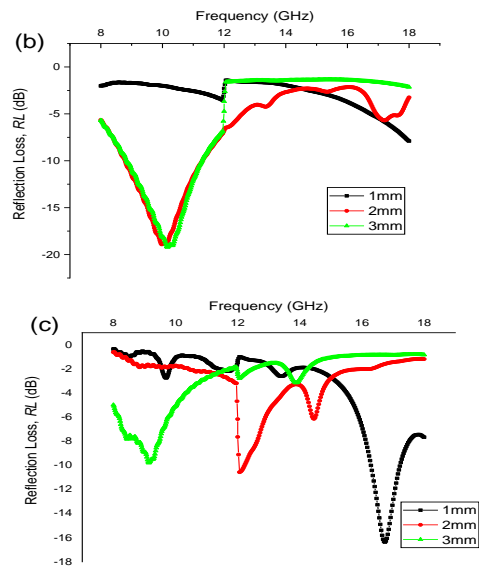 Frequency (GHz)
(b)
8 10 12 14 16 18
0
-5
-10
-15
-20
Reflection Loss, RL (dB)
1mm
2mm
3mm
Frequency (GHz)
(c)
8 10 12 14 16 18
0
-2
-4
-6
-8
-10
-12
-14
-16
-18
Reflection Loss, RL (dB)
1mm
2mm
3mm